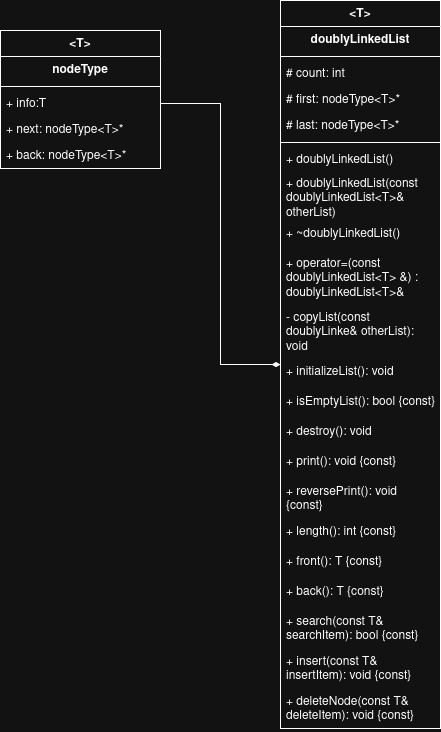 <T>
nodeType
+ info:T
+ next: nodeType<T>*
+ back: nodeType<T>*
<T>
doublyLinkedList
# count: int
# first: nodeType<T>*
# last: nodeType<T>*
+ doublyLinkedList()
+ doublyLinkedList(const
doublyLinkedList<T>&
otherList)
+ ~doublyLinkedList()
+ operator=(const
doublyLinkedList<T> &) :
doublyLinkedList<T>&
- copyList(const
doublyLinke& otherList):
void
+ initializeList(): void
+ isEmptyList(): bool {const}
+ destroy(): void
+ print(): void {const}
+ reversePrint(): void
{const}
+ length(): int {const}
+ front(): T {const}
+ back(): T {const}
+ search(const T&
searchItem): bool {const}
+ insert(const T&
insertItem): void {const}
+ deleteNode(const T&
deleteItem): void {const}